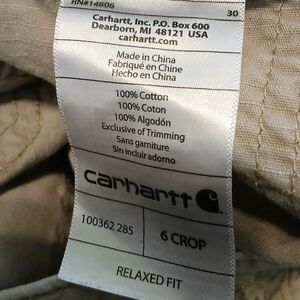 RN#14806
30
Carhartt, Inc. P.O. Box 600
Dearborn, MI 48121 USA
carhartt.com
Made in China
Fabriqué en Chine
Hecho en China
100% Cotton
100% Coton
100% Algodón
Exclusive of Trimming
Sans garniture
Sin incluir adorno
carhartt
100362 285
6 CROP
RELAXED FIT